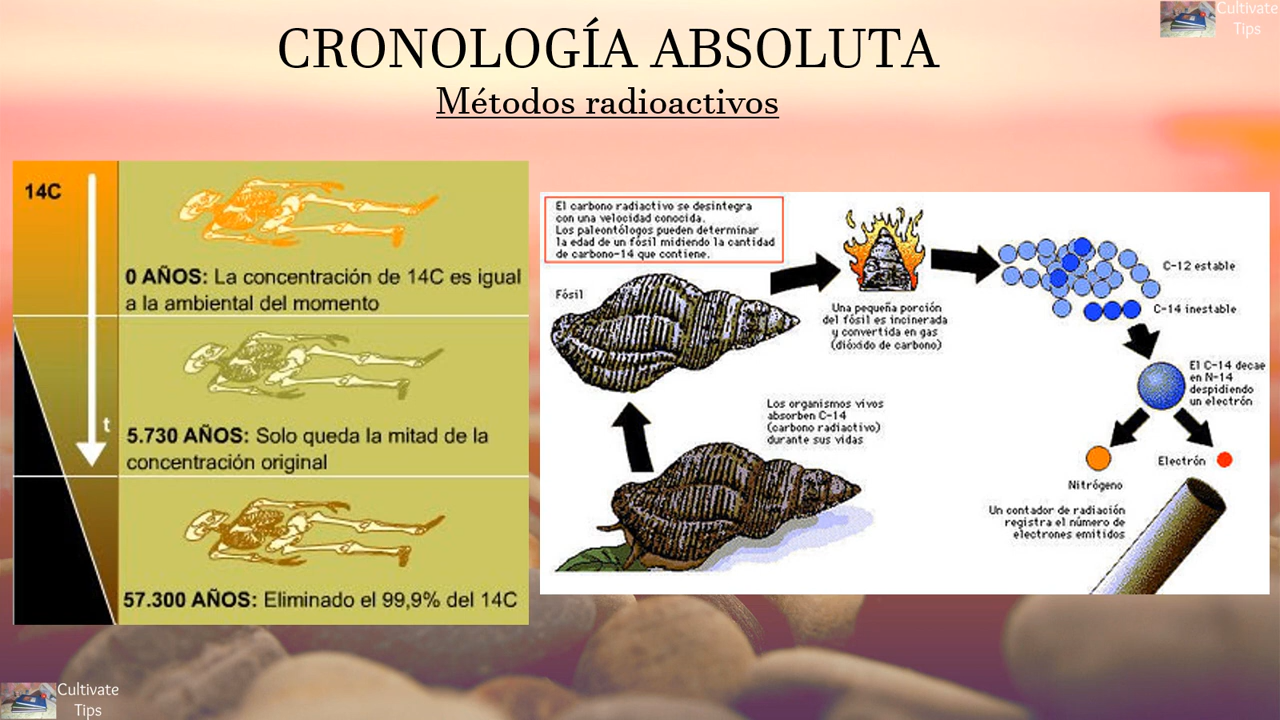 Cultivate
Tips
CRONOLOGÍA ABSOLUTA
Métodos radioactivos
14C
t
0 AÑOS: La concentración de 14C es igual
a la ambiental del momento
5.730 AÑOS: Solo queda la mitad de la
concentración original
57.300 AÑOS: Eliminado el 99,9% del 14C
El carbono radiactivo se desintegra
con una velocidad conocida.
Los paleontólogos pueden determinar
la edad de un fósil midiendo la cantidad
de carbono-14 que contiene.
Fósil
Una pequeña porción
del fósil es incinerada
y convertida en gas
(dióxido de carbono)
C-12 estable
C-14 inestable
El C-14 decae
en N-14
despidiendo
un electrón
Los organismos vivos
absorben C-14
(carbono radiactivo)
durante sus vidas
Nitrógeno
Electrón
Un contador de radiación
registra el número de
electrones emitidos
Cultivate
Tips